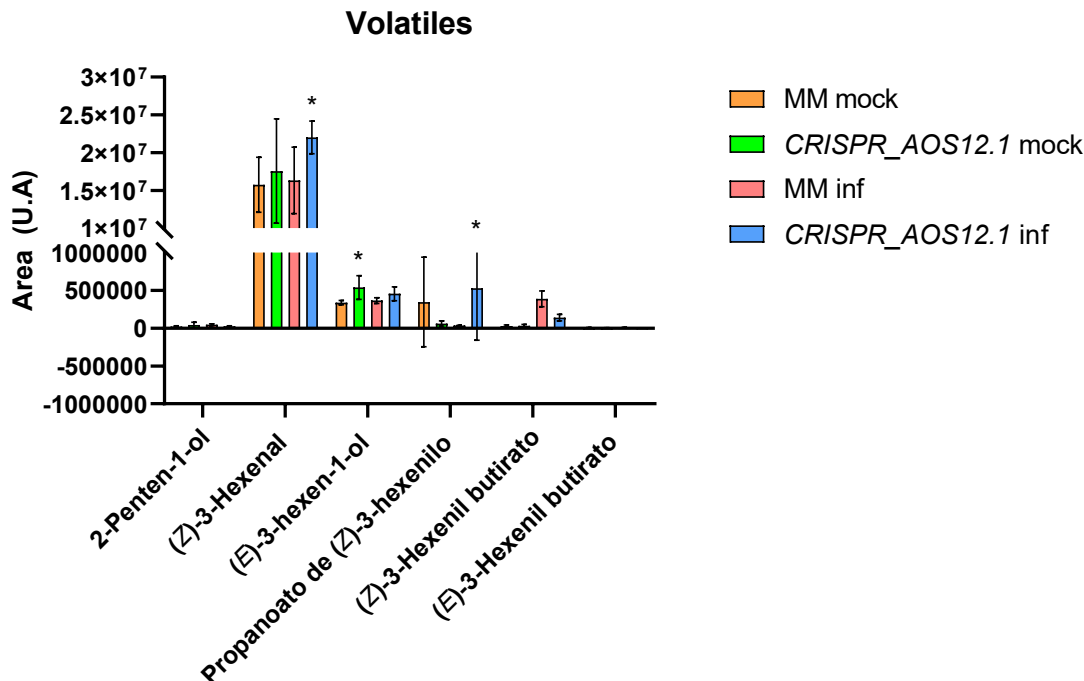 Volatiles
Area (U.A)
3×10⁷
2.5×10⁷
2×10⁷
1.5×10⁷
1×10⁷
1000000
500000
0
-500000
-1000000
*
*
*
2-Penten-1-ol
(Z)-3-Hexenal
(E)-3-hexen-1-ol
Propanoato de (Z)-3-hexenilo
(Z)-3-Hexenil butirato
(E)-3-Hexenil butirato
MM mock
CRISPR_AOS12.1 mock
MM inf
CRISPR_AOS12.1 inf